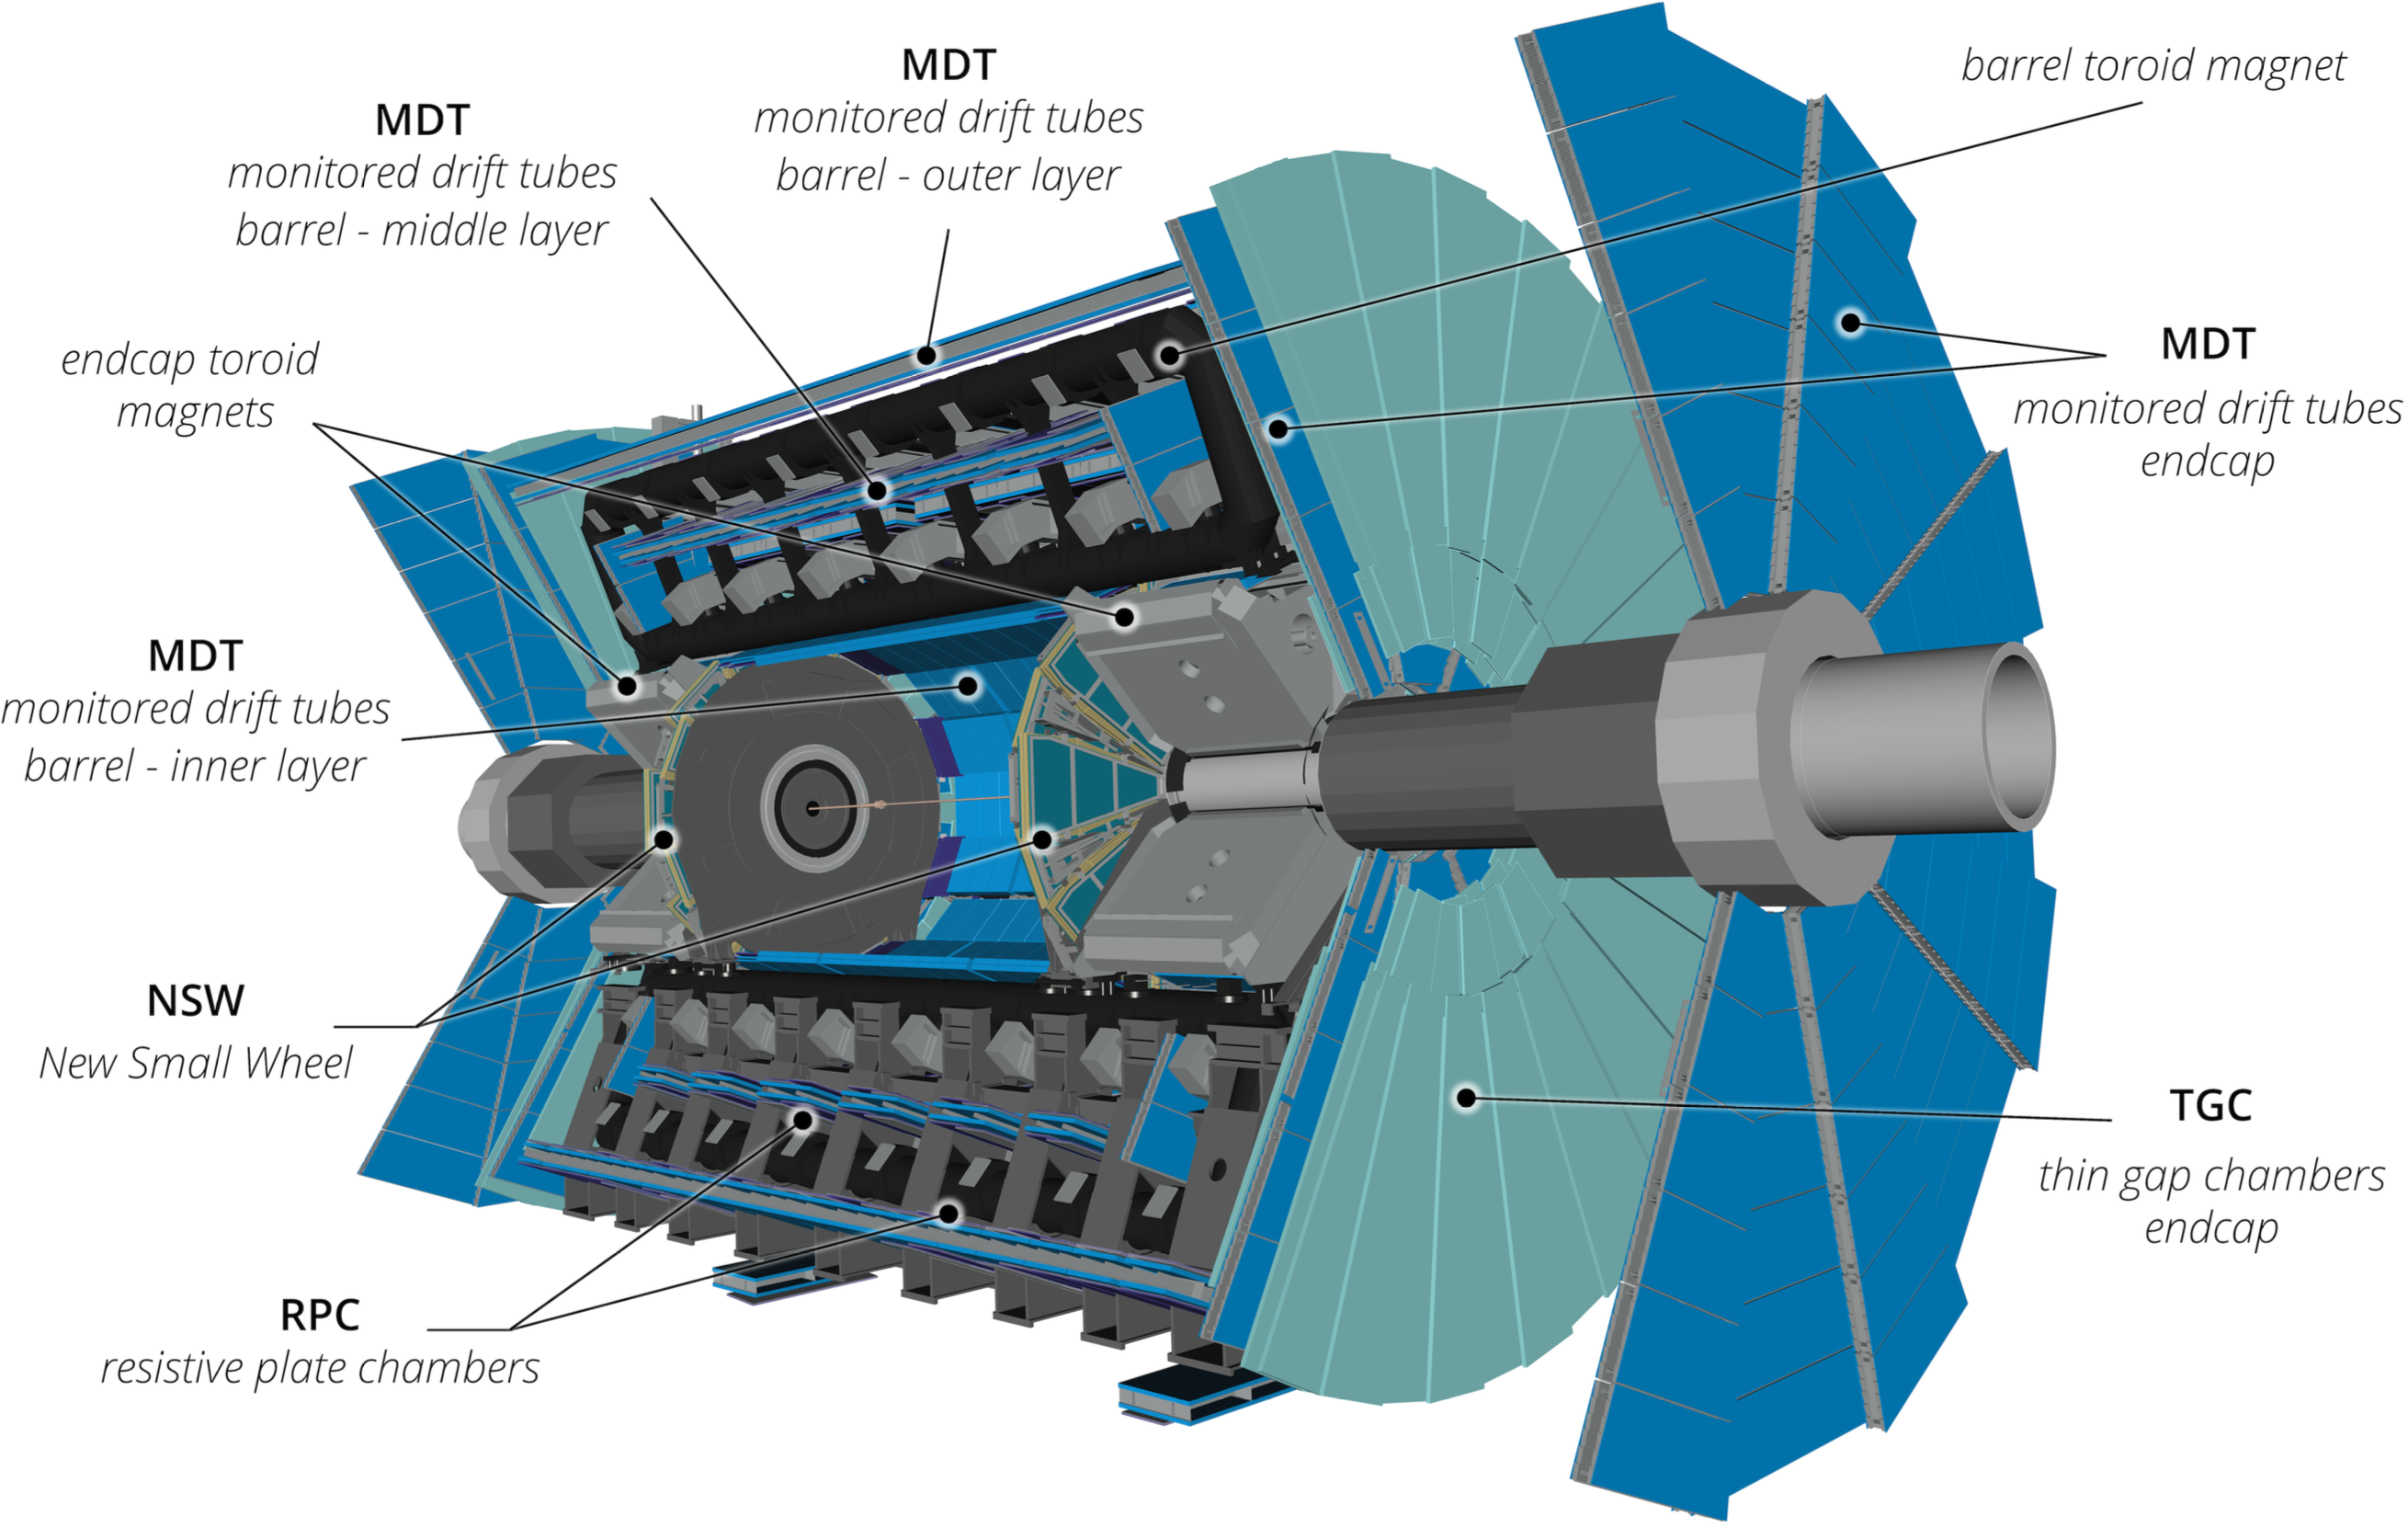 MDT
monitored drift tubes
barrel - outer layer
barrel toroid magnet
MDT
monitored drift tubes
barrel - middle layer
endcap toroid
magnets
MDT
monitored drift tubes
endcap
MDT
monitored drift tubes
barrel - inner layer
NSW
New Small Wheel
TGC
thin gap chambers
endcap
RPC
resistive plate chambers